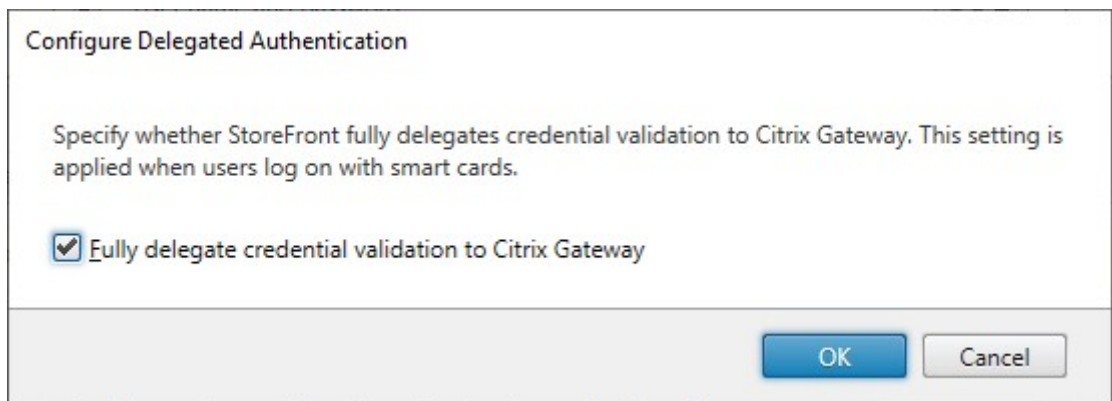 Configure Delegated Authentication
Specify whether StoreFront fully delegates credential validation to Citrix Gateway. This setting is
applied when users log on with smart cards.
Fully delegate credential validation to Citrix Gateway
OK
Cancel